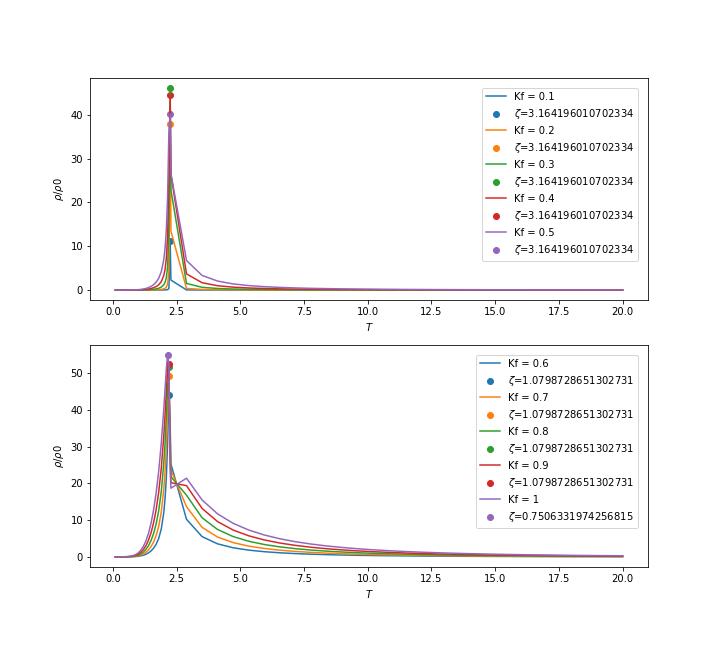 ρ/ρ0
40
30
20
10
0
Kf = 0.1
ζ=3.164196010702334
Kf = 0.2
ζ=3.164196010702334
Kf = 0.3
ζ=3.164196010702334
Kf = 0.4
ζ=3.164196010702334
Kf = 0.5
ζ=3.164196010702334
0.0 2.5 5.0 7.5 10.0 12.5 15.0 17.5 20.0
T
ρ/ρ0
50
40
30
20
10
0
Kf = 0.6
ζ=1.0798728651302731
Kf = 0.7
ζ=1.0798728651302731
Kf = 0.8
ζ=1.0798728651302731
Kf = 0.9
ζ=1.0798728651302731
Kf = 1
ζ=0.7506331974256815
0.0 2.5 5.0 7.5 10.0 12.5 15.0 17.5 20.0
T